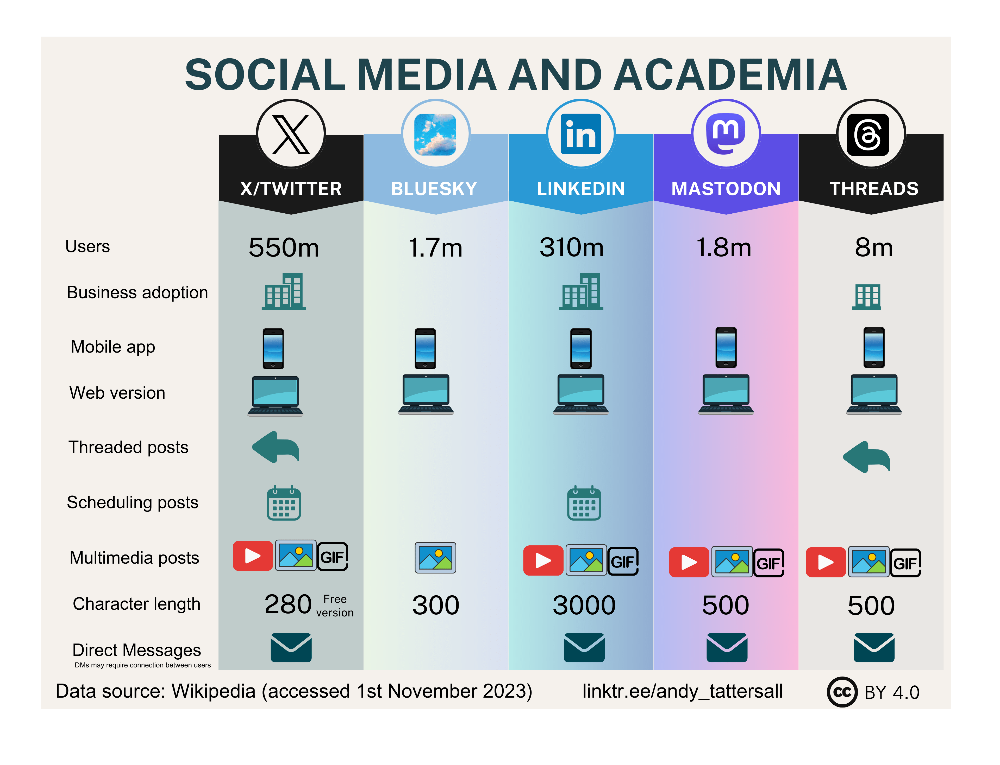 SOCIAL MEDIA AND ACADEMIA
X/TWITTER BLUESKY LINKEDIN MASTODON THREADS
Users 550m 1.7m 310m 1.8m 8m
Business adoption
Mobile app
Web version
Threaded posts
Scheduling posts
Multimedia posts GIF GIF GIF GIF
Character length 280 Free version 300 3000 500 500
Direct Messages
DMs may require connection between users
Data source: Wikipedia (accessed 1st November 2023) linktr.ee/andy_tattersall cc BY 4.0